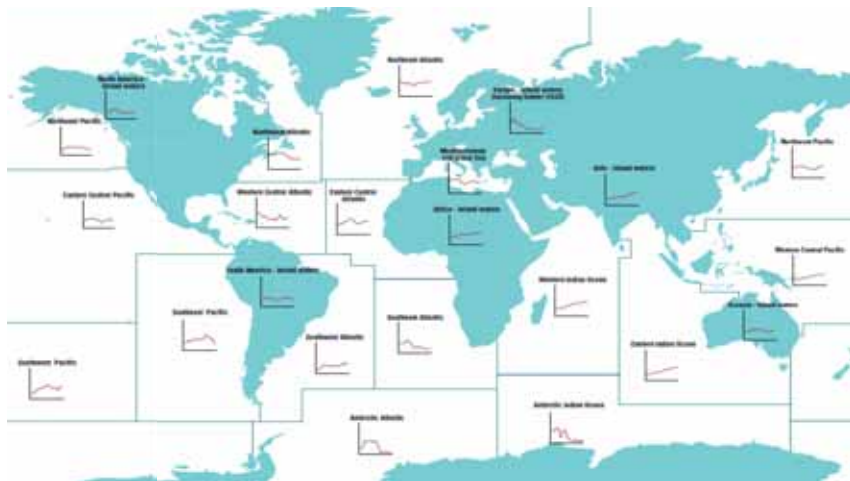 Northeast Atlantic
North America -
Inland waters
Europe - Inland waters
Northeast Pacific
Northwest Atlantic
Northwest Pacific
Mediterranean
and Black Sea
Asia - Inland waters
Eastern Central Pacific
Western Central Atlantic
Eastern Central
Atlantic
Africa - Inland waters
Western Central Pacific
South America - Inland waters
Western Indian Ocean
Oceania - Inland waters
Southeast Pacific
Southwest Atlantic
Southeast Atlantic
Eastern Indian Ocean
Southwest Pacific
Antarctic Atlantic
Antarctic Indian Ocean